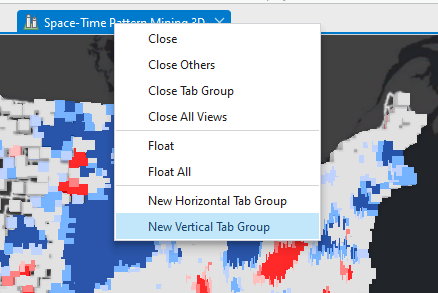 Space-Time Pattern Mining 3D
Close
Close Others
Close Tab Group
Close All Views
Float
Float All
New Horizontal Tab Group
New Vertical Tab Group